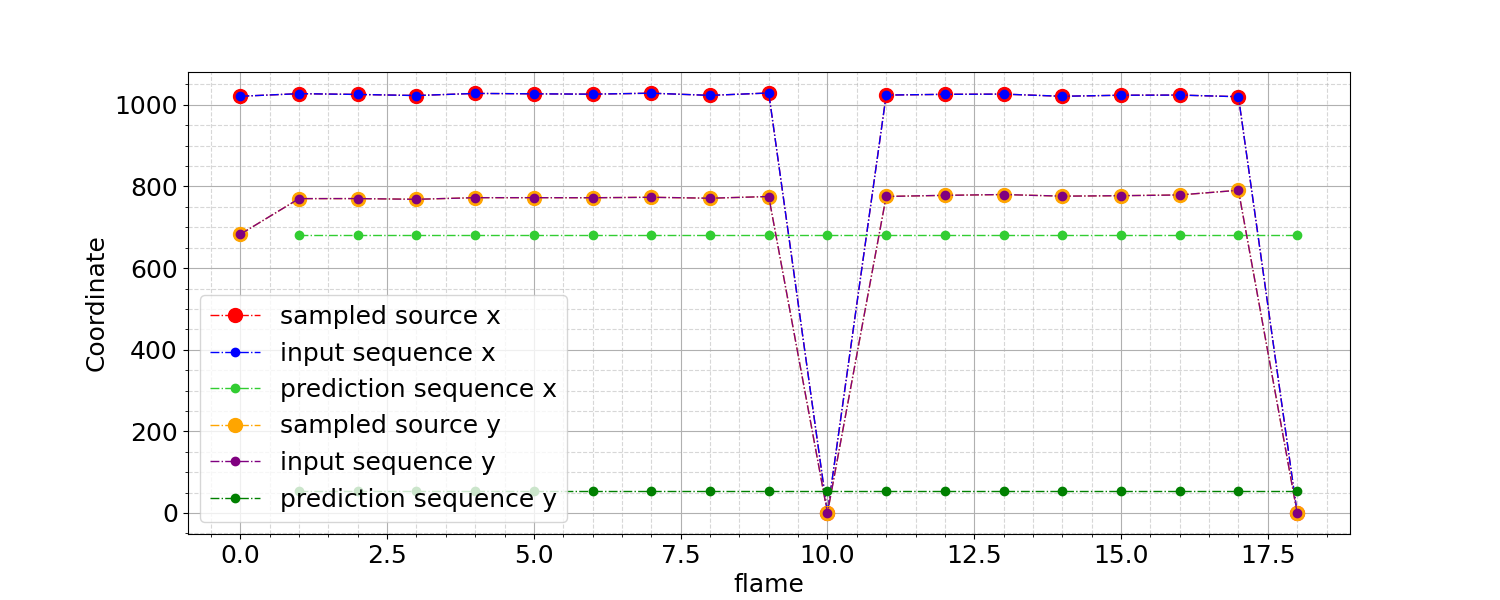 1000
800
600
400
200
0
Coordinate
sampled source x
input sequence x
prediction sequence x
sampled source y
input sequence y
prediction sequence y
0.0 2.5 5.0 7.5 10.0 12.5 15.0 17.5
flame